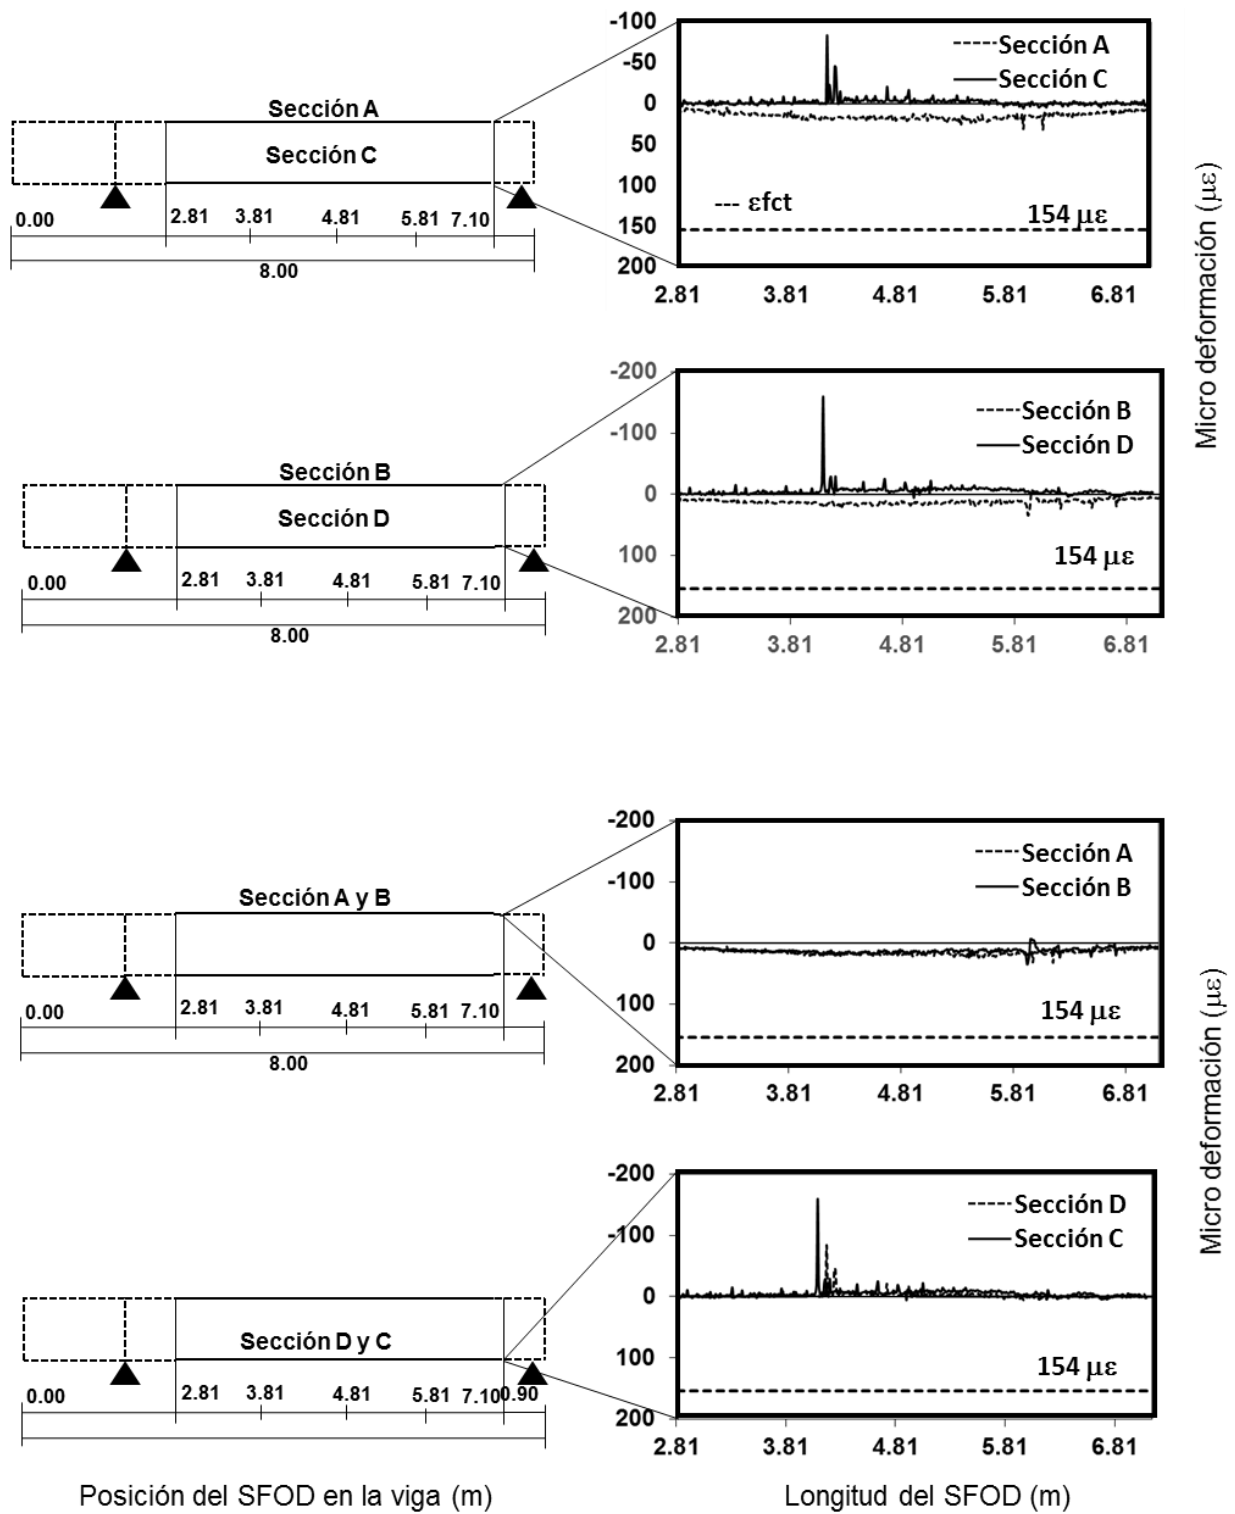 Sección A
Sección C
0.00
2.81 3.81 4.81 5.81 7.10
8.00
-100
-50
0
50
100
150
200
Sección A
Sección C
--- εfct
154 με
2.81 3.81 4.81 5.81 6.81
Micro deformación (με)
Sección B
Sección D
0.00
2.81 3.81 4.81 5.81 7.10
8.00
-200
-100
0
100
200
Sección B
Sección D
154 με
2.81 3.81 4.81 5.81 6.81
Sección A y B
0.00
2.81 3.81 4.81 5.81 7.10
8.00
-200
-100
0
100
200
Sección A
Sección B
154 με
2.81 3.81 4.81 5.81 6.81
Micro deformación (με)
Sección D y C
0.00
2.81 3.81 4.81 5.81 7.10 0.90
-200
-100
0
100
200
Sección D
Sección C
154 με
2.81 3.81 4.81 5.81 6.81
Posición del SFOD en la viga (m)
Longitud del SFOD (m)